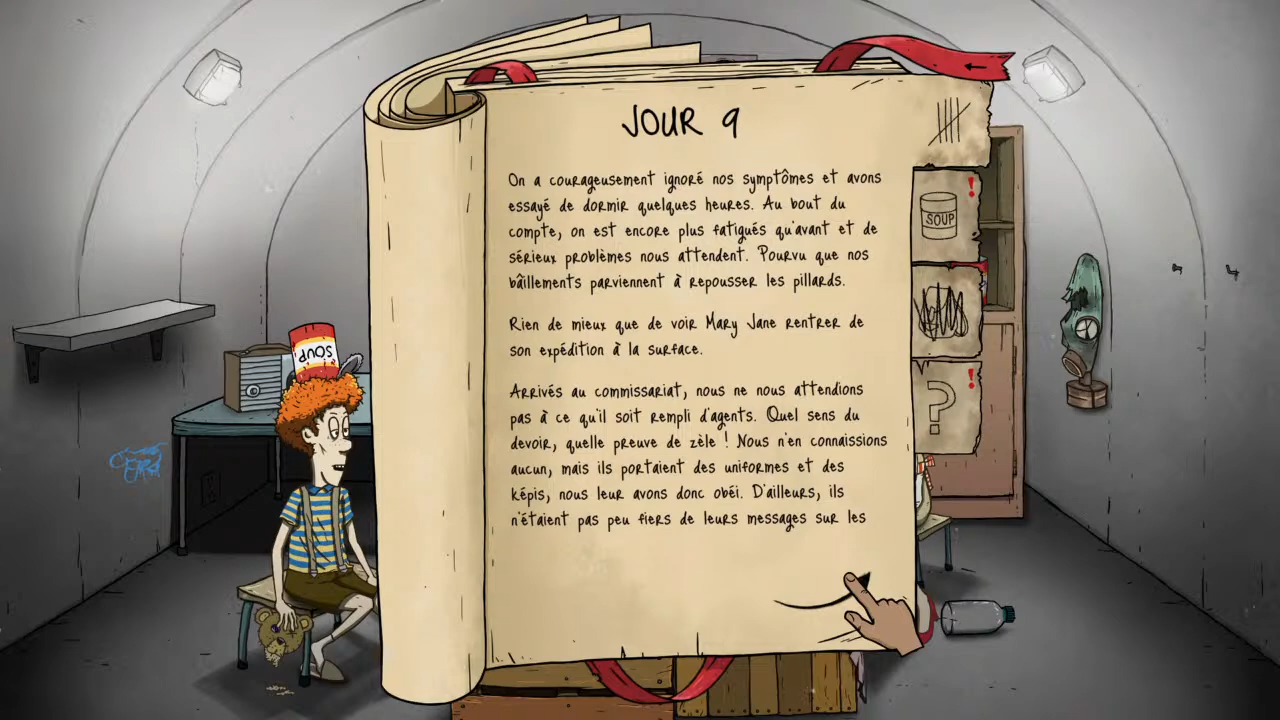 JOUR 9
On a courageusement ignoré nos symptômes et avons
essayé de dormir quelques heures. Au bout du
compte, on est encore plus fatigués qu'avant et de
sérieux problèmes nous attendent. Pourvu que nos
bâillements parviennent à repousser les pillards.
Rien de mieux que de voir Mary Jane rentrer de
son expédition à la surface.
Arrivés au commissariat, nous ne nous attendions
pas à ce qu'il soit rempli d'agents. Quel sens du
devoir, quelle preuve de zèle ! Nous n'en connaissions
aucun, mais ils portaient des uniformes et des
képis, nous leur avons donc obéi. D'ailleurs, ils
n'étaient pas peu fiers de leurs messages sur les
!
SOUP
!
?
SOUP